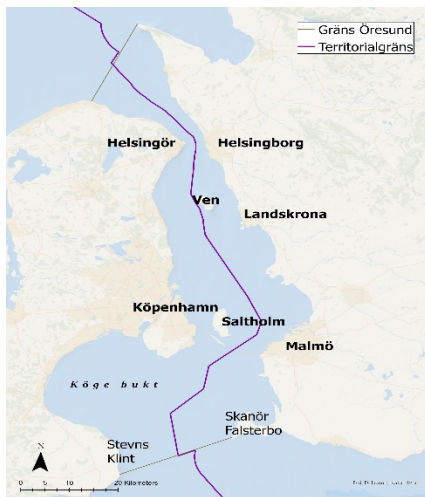 Gräns Öresund
Territorialgräns
Helsingör
Helsingborg
Ven
Landskrona
Köpenhamn
Saltholm
Malmö
Köge bukt
Skanör
Falsterbo
Stevns
Klint
N
0 5 10 20 Kilometers